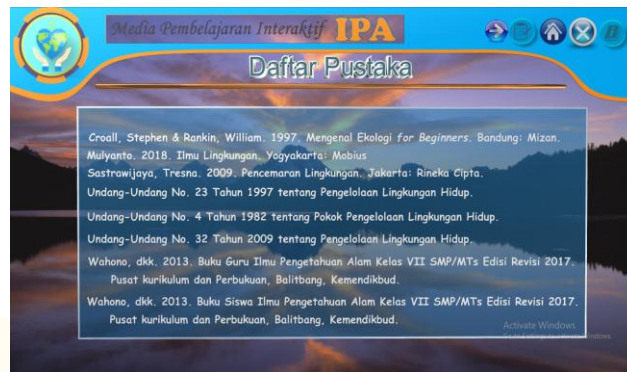 Media Pembelajaran Interaktif IPA
Daftar Pustaka
Croall, Stephen & Rankin, William. 1997. Mengenal Ekologi for Beginners. Bandung: Mizan.
Mulyanto. 2018. Ilmu Lingkungan. Yogyakarta: Mobius
Sastrawijaya, Tresna. 2009. Pencemaran Lingkungan. Jakarta: Rineka Cipta.
Undang-Undang No. 23 Tahun 1997 tentang Pengelolaan Lingkungan Hidup.
Undang-Undang No. 4 Tahun 1982 tentang Pokok Pengelolaan Lingkungan Hidup.
Undang-Undang No. 32 Tahun 2009 tentang Pengelolaan Lingkungan Hidup.
Wahono, dkk. 2013. Buku Guru Ilmu Pengetahuan Alam Kelas VII SMP/MTs Edisi Revisi 2017.
Pusat kurikulum dan Perbukuan, Balitbang, Kemendikbud.
Wahono, dkk. 2013. Buku Siswa Ilmu Pengetahuan Alam Kelas VII SMP/MTs Edisi Revisi 2017.
Pusat kurikulum dan Perbukuan, Balitbang, Kemendikbud.
Activate Windows